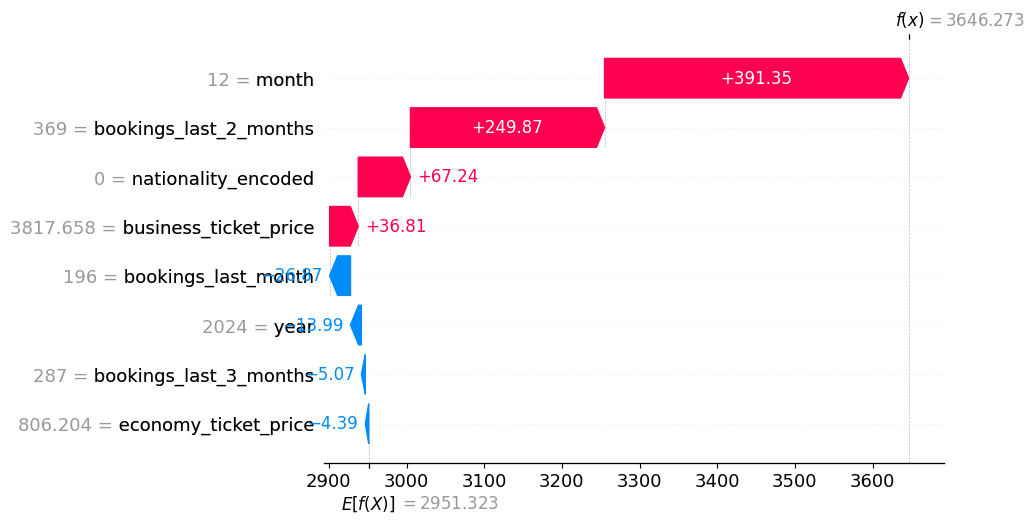 f(x) = 3646.273
12 = month
+391.35
369 = bookings_last_2_months
+249.87
0 = nationality_encoded
+67.24
3817.658 = business_ticket_price
+36.81
196 = bookings_last_month
−26.87
2024 = year
−13.99
287 = bookings_last_3_months
−5.07
806.204 = economy_ticket_price
−4.39
2900 3000 3100 3200 3300 3400 3500 3600
E[f(X)] = 2951.323